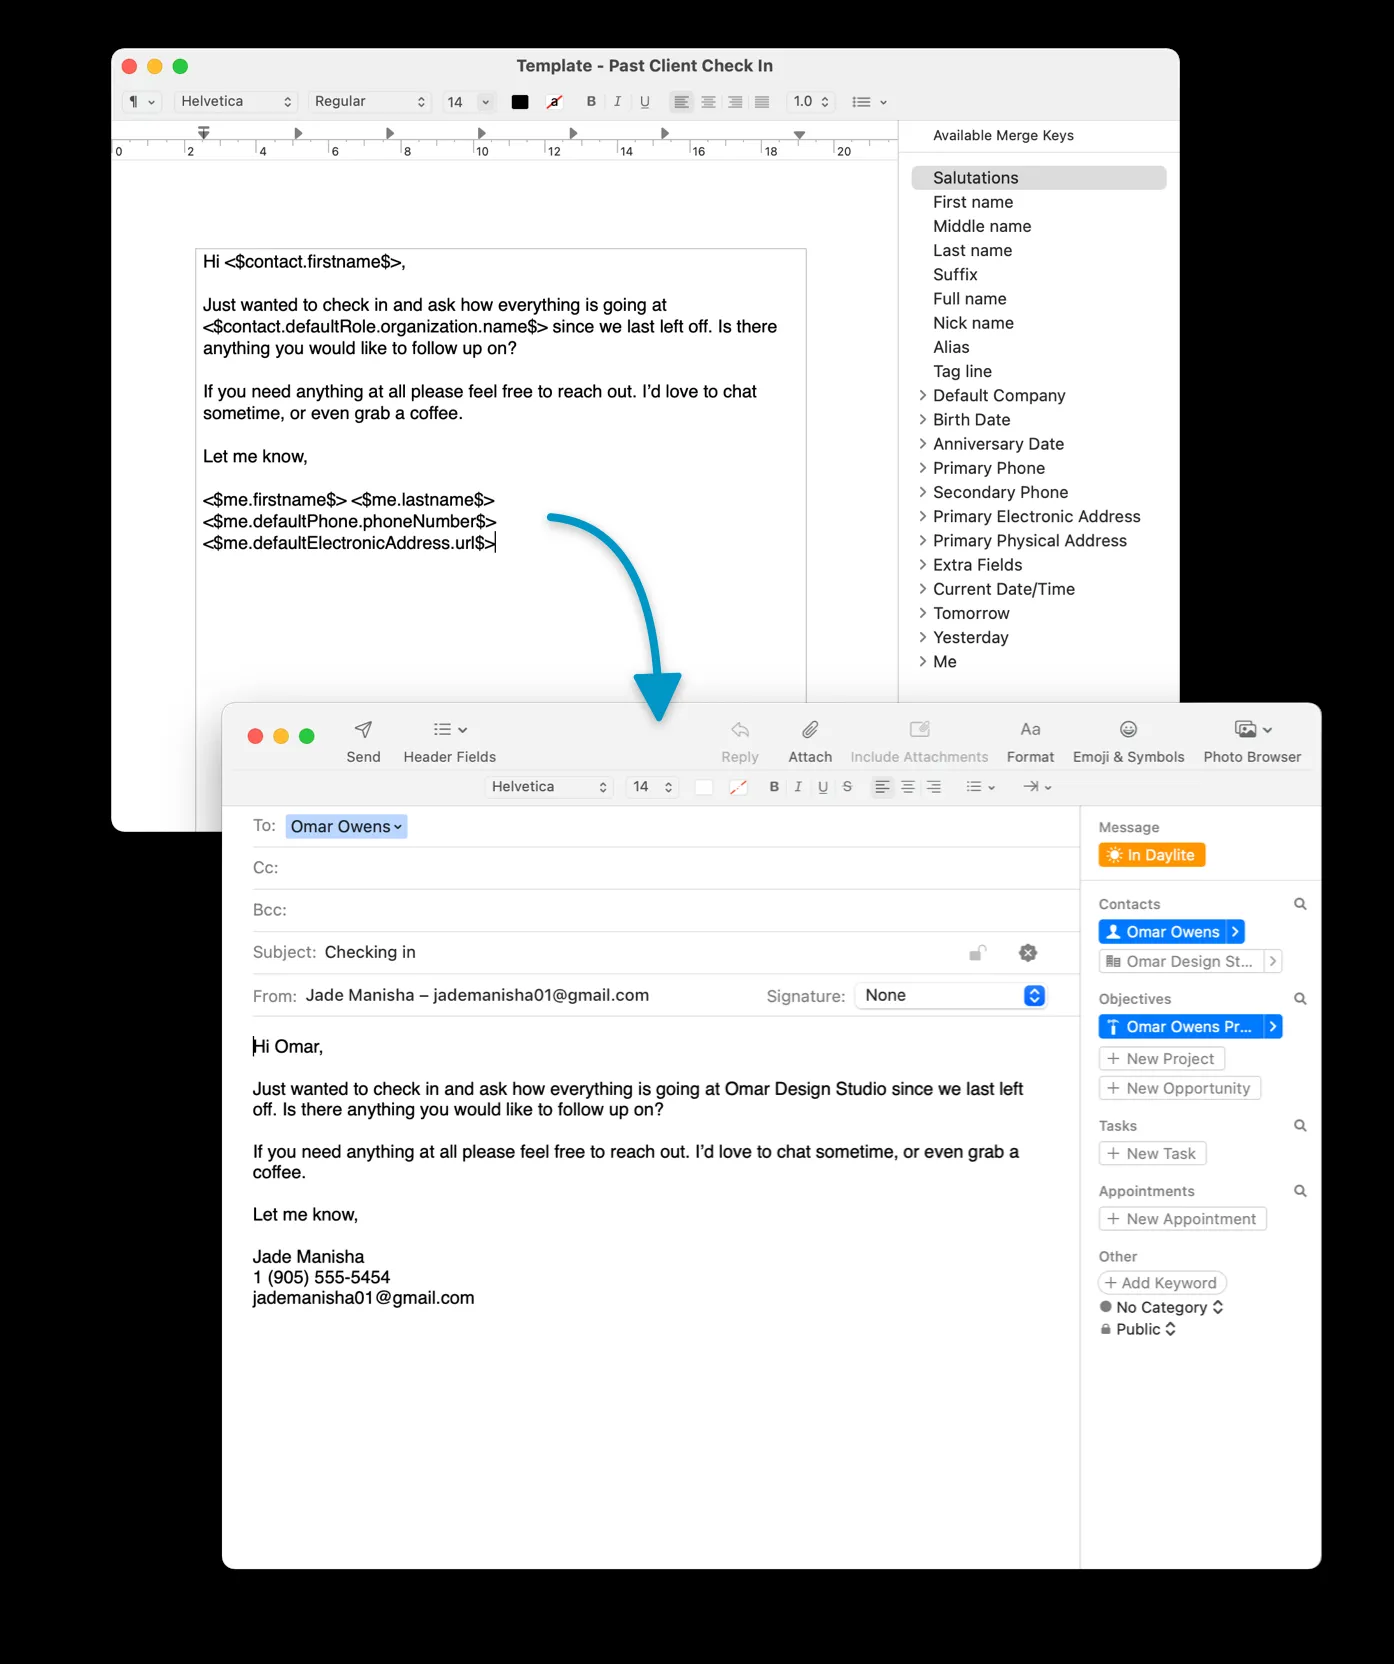 Template - Past Client Check In
¶ Helvetica Regular 14 a B I U 1.0
0 2 4 6 8 10 12 14 16 18 20
Hi <$contact.firstname$>,
Just wanted to check in and ask how everything is going at
<$contact.defaultRole.organization.name$> since we last left off. Is there
anything you would like to follow up on?
If you need anything at all please feel free to reach out. I’d love to chat
sometime, or even grab a coffee.
Let me know,
<$me.firstname$> <$me.lastname$>
<$me.defaultPhone.phoneNumber$>
<$me.defaultElectronicAddress.url$>
Available Merge Keys
Salutations
First name
Middle name
Last name
Suffix
Full name
Nick name
Alias
Tag line
Default Company
Birth Date
Anniversary Date
Primary Phone
Secondary Phone
Primary Electronic Address
Primary Physical Address
Extra Fields
Current Date/Time
Tomorrow
Yesterday
Me
Aa
Send Header Fields Reply Attach Include Attachments Format Emoji & Symbols Photo Browser
Helvetica 14 B I U S
To: Omar Owens
Cc:
Bcc:
Subject: Checking in
From: Jade Manisha – jademanisha01@gmail.com Signature: None
Hi Omar,
Just wanted to check in and ask how everything is going at Omar Design Studio since we last left
off. Is there anything you would like to follow up on?
If you need anything at all please feel free to reach out. I’d love to chat sometime, or even grab a
coffee.
Let me know,
Jade Manisha
1 (905) 555-5454
jademanisha01@gmail.com
Message
In Daylite
Contacts
Omar Owens
Omar Design St...
Objectives
Omar Owens Pr...
+ New Project
+ New Opportunity
Tasks
+ New Task
Appointments
+ New Appointment
Other
+ Add Keyword
No Category
Public